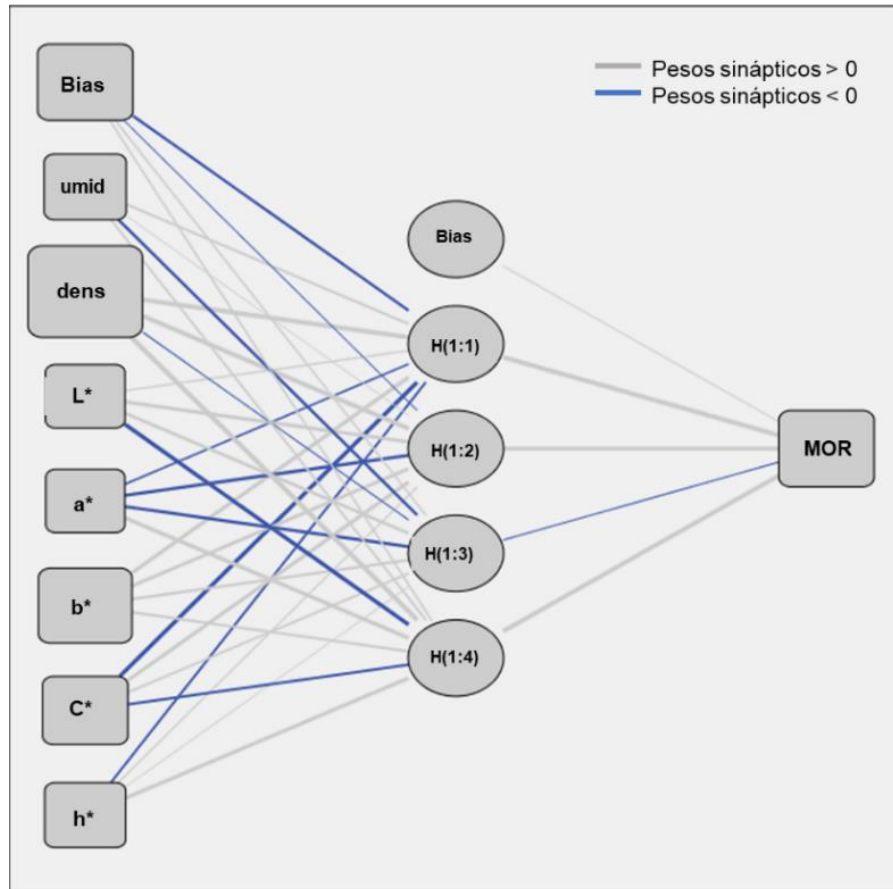 Pesos sinápticos > 0
Pesos sinápticos < 0
Bias
umid
dens
L*
a*
b*
C*
h*
Bias
H(1:1)
H(1:2)
H(1:3)
H(1:4)
MOR